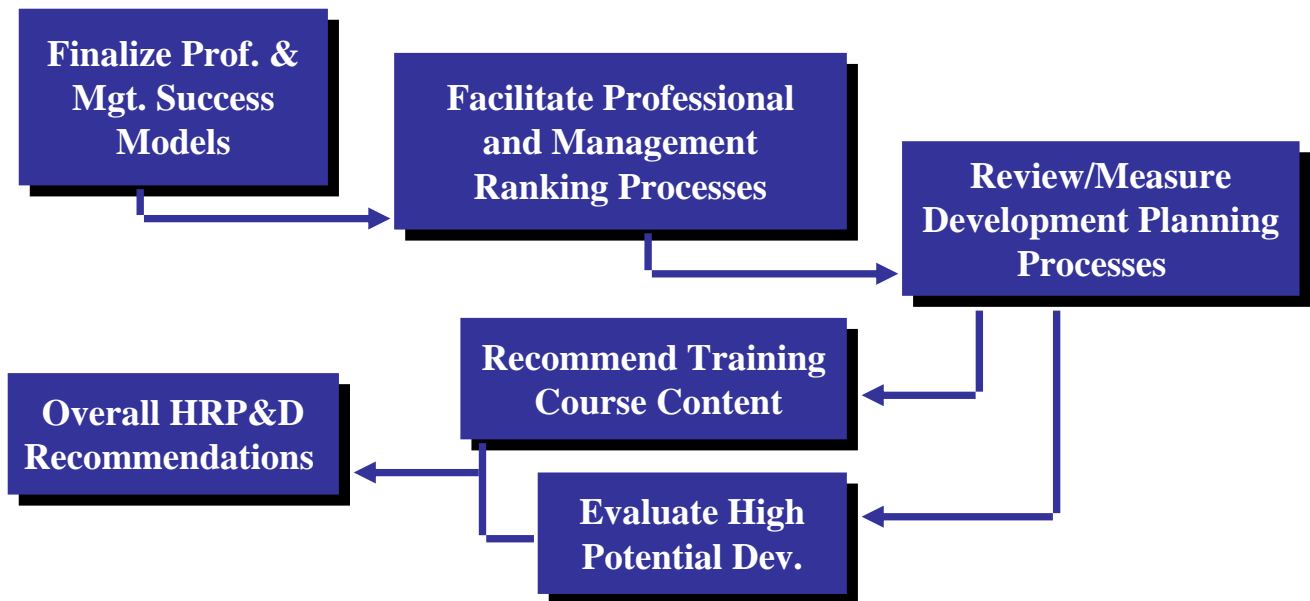 Finalize Prof. &
Mgt. Success
Models
Facilitate Professional
and Management
Ranking Processes
Review/Measure
Development Planning
Processes
Recommend Training
Course Content
Evaluate High
Potential Dev.
Overall HRP&D
Recommendations